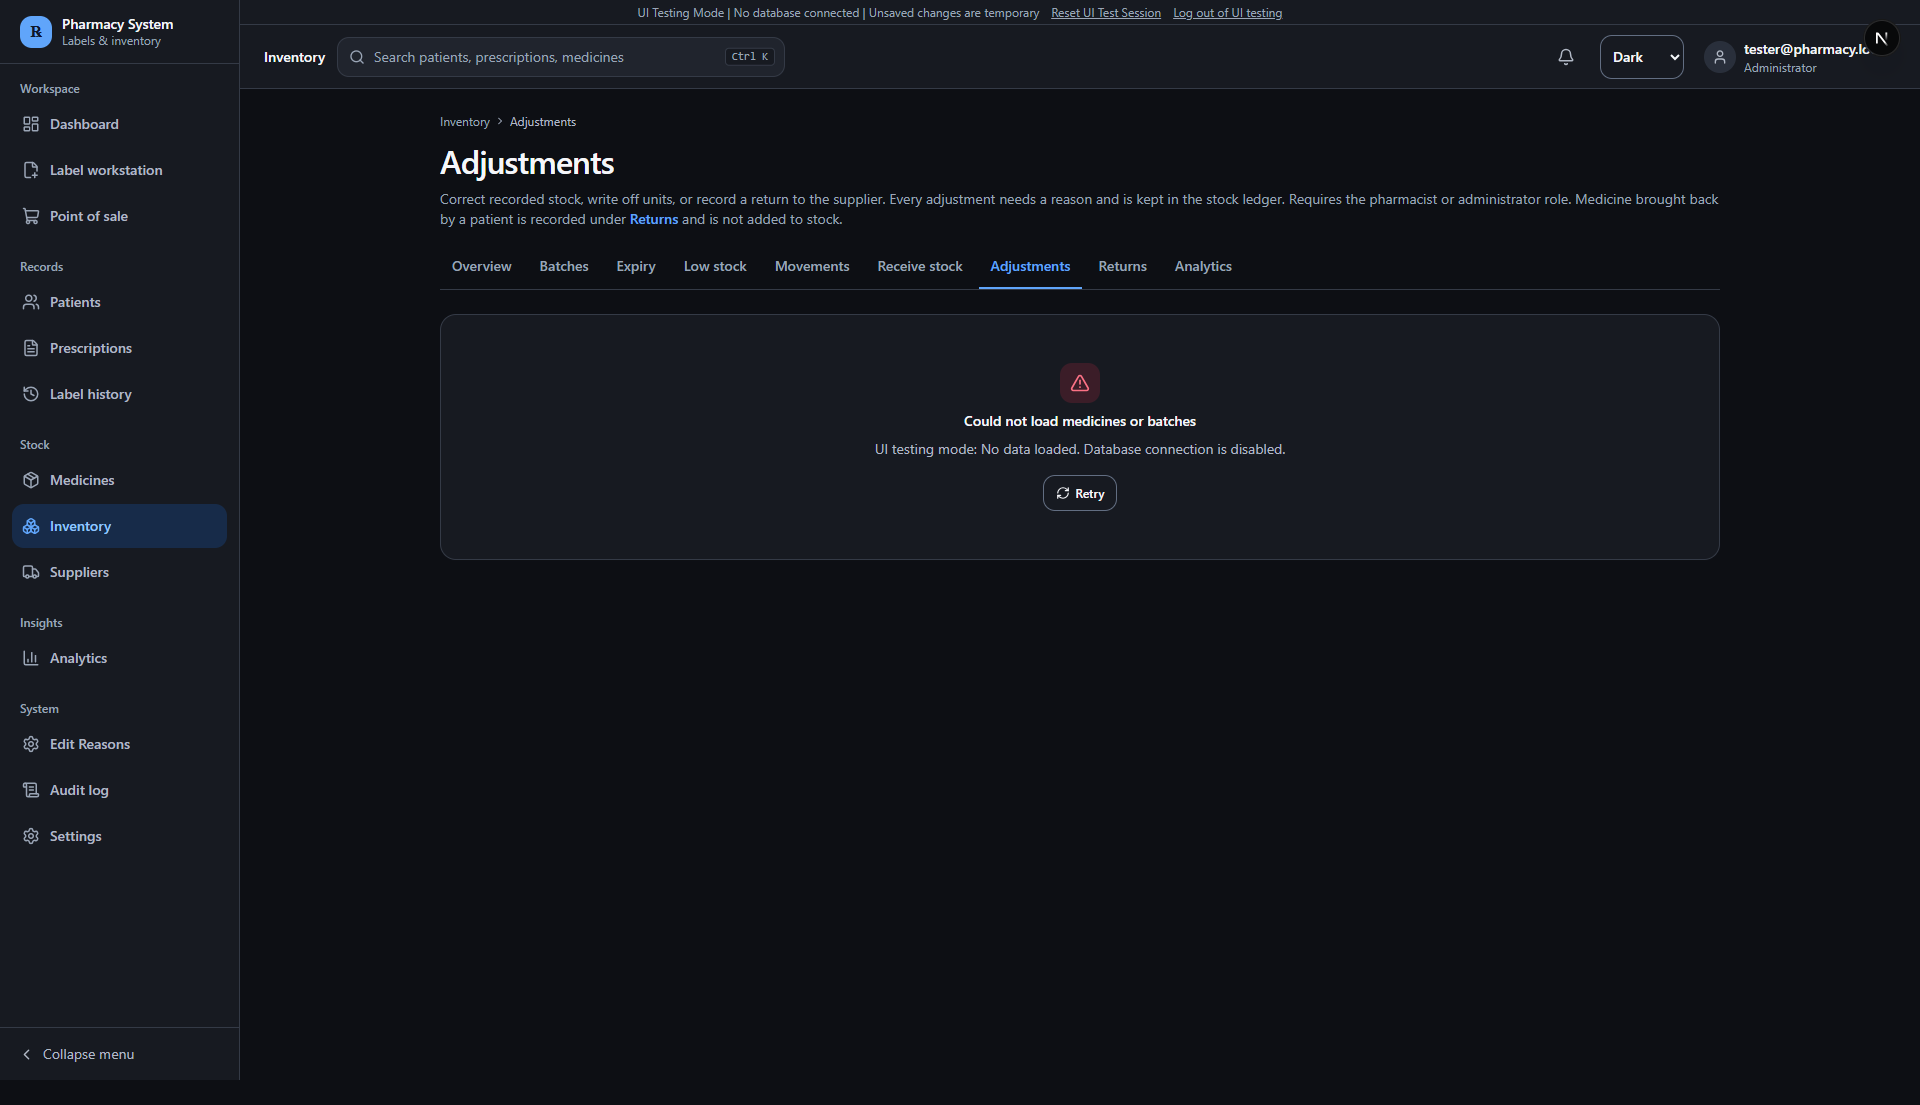 UI Testing Mode | No database connected | Unsaved changes are temporary Reset UI Test Session Log out of UI testing
Pharmacy System
Labels & inventory
Inventory
Search patients, prescriptions, medicines
Ctrl K
Dark
tester@pharmacy.lo
Administrator
Workspace
Dashboard
Label workstation
Point of sale
Records
Patients
Prescriptions
Label history
Stock
Medicines
Inventory
Suppliers
Insights
Analytics
System
Edit Reasons
Audit log
Settings
Collapse menu
Inventory > Adjustments
Adjustments
Correct recorded stock, write off units, or record a return to the supplier. Every adjustment needs a reason and is kept in the stock ledger. Requires the pharmacist or administrator role. Medicine brought back
by a patient is recorded under Returns and is not added to stock.
Overview Batches Expiry Low stock Movements Receive stock Adjustments Returns Analytics
Could not load medicines or batches
UI testing mode: No data loaded. Database connection is disabled.
Retry